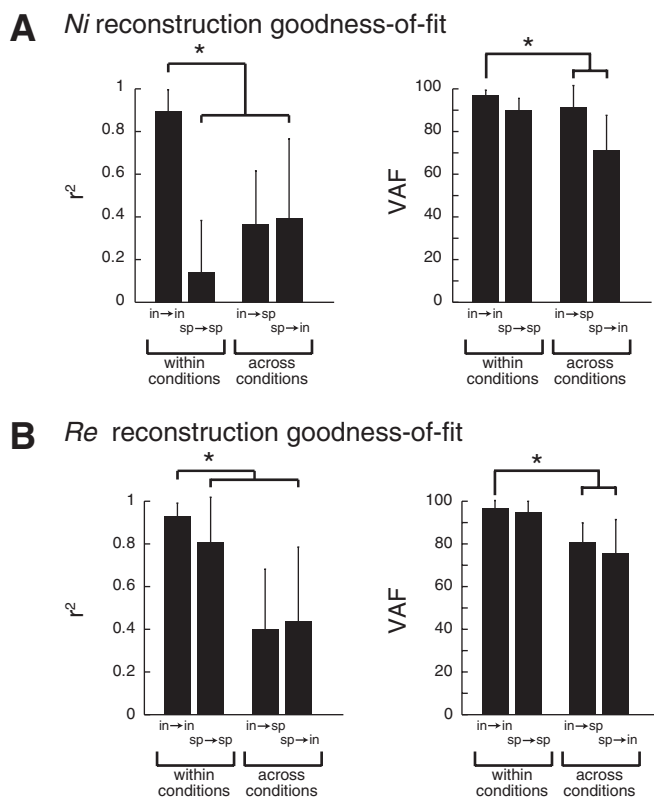 A Ni reconstruction goodness-of-fit
*
1
0.8
0.6
0.4
0.2
0
r²
in→in
sp→sp
in→sp
sp→in
within
conditions
across
conditions
*
100
80
60
40
20
0
VAF
in→in
sp→sp
in→sp
sp→in
within
conditions
across
conditions
B Re reconstruction goodness-of-fit
*
1
0.8
0.6
0.4
0.2
0
r²
in→in
sp→sp
in→sp
sp→in
within
conditions
across
conditions
*
100
80
60
40
20
0
VAF
in→in
sp→sp
in→sp
sp→in
within
conditions
across
conditions